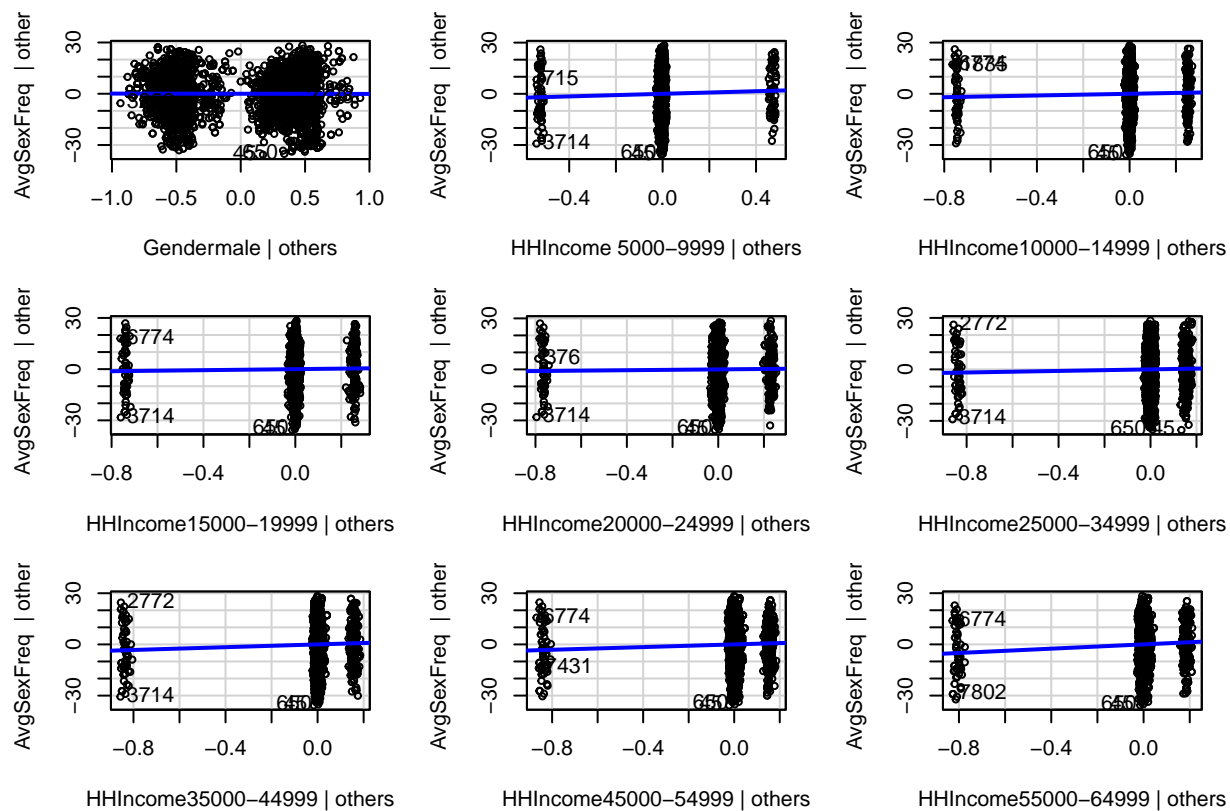 AvgSexFreq | other
30
0
−30
4550
−1.0 −0.5 0.0 0.5 1.0
Gendermale | others
AvgSexFreq | other
30
0
−30
715
3714
−0.4 0.0 0.4
HHIncome 5000−9999 | others
AvgSexFreq | other
30
0
−30
−0.8 −0.4 0.0
HHIncome10000−14999 | others
AvgSexFreq | other
30
0
−30
6774
3714
−0.8 −0.4 0.0
HHIncome15000−19999 | others
AvgSexFreq | other
30
0
−30
376
3714
−0.8 −0.4 0.0
HHIncome20000−24999 | others
AvgSexFreq | other
30
0
−30
2772
3714
−0.8 −0.4 0.0
HHIncome25000−34999 | others
AvgSexFreq | other
30
0
−30
2772
3714
−0.8 −0.4 0.0
HHIncome35000−44999 | others
AvgSexFreq | other
30
0
−30
6774
7431
−0.8 −0.4 0.0
HHIncome45000−54999 | others
AvgSexFreq | other
30
0
−30
6774
7802
−0.8 −0.4 0.0
HHIncome55000−64999 | others